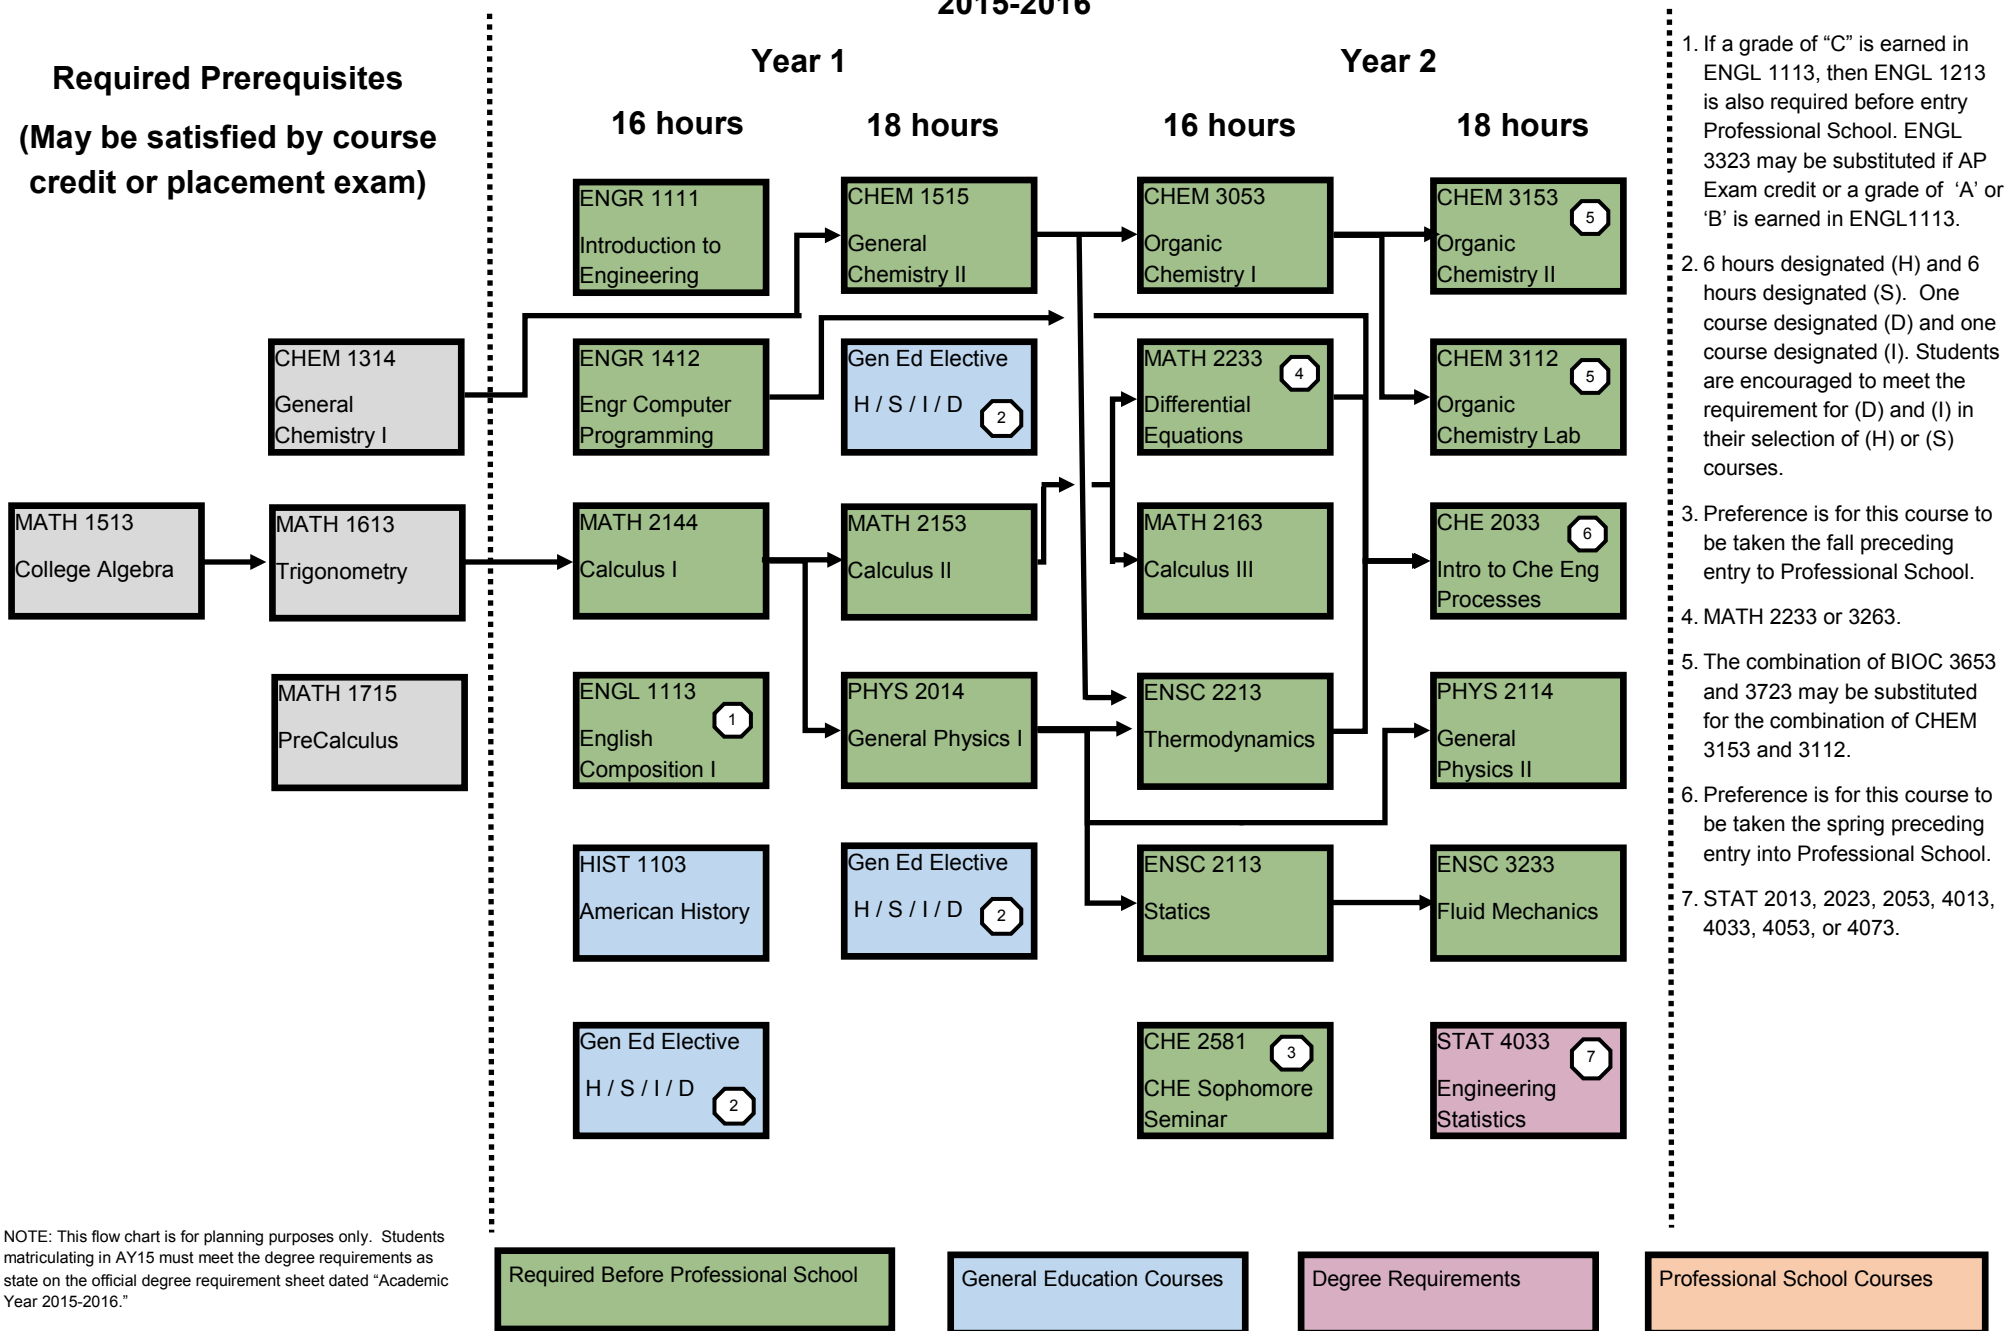 2015-2016
Required Prerequisites
(May be satisfied by course
credit or placement exam)
Year 1
Year 2
16 hours
18 hours
16 hours
18 hours
ENGR 1111
Introduction to
Engineering
CHEM 1515
General
Chemistry II
CHEM 3053
Organic
Chemistry I
CHEM 3153
5
Organic
Chemistry II
CHEM 1314
General
Chemistry I
ENGR 1412
Engr Computer
Programming
Gen Ed Elective
H / S / I / D
2
MATH 2233
4
Differential
Equations
CHEM 3112
5
Organic
Chemistry Lab
MATH 1513
College Algebra
MATH 1613
Trigonometry
MATH 2144
Calculus I
MATH 2153
Calculus II
MATH 2163
Calculus III
CHE 2033
6
Intro to Che Eng
Processes
MATH 1715
PreCalculus
ENGL 1113
1
English
Composition I
PHYS 2014
General Physics I
ENSC 2213
Thermodynamics
PHYS 2114
General
Physics II
HIST 1103
American History
Gen Ed Elective
H / S / I / D
2
ENSC 2113
Statics
ENSC 3233
Fluid Mechanics
Gen Ed Elective
H / S / I / D
2
CHE 2581
3
CHE Sophomore
Seminar
STAT 4033
7
Engineering
Statistics
1. If a grade of “C” is earned in
ENGL 1113, then ENGL 1213
is also required before entry
Professional School. ENGL
3323 may be substituted if AP
Exam credit or a grade of ‘A’ or
‘B’ is earned in ENGL1113.
2. 6 hours designated (H) and 6
hours designated (S). One
course designated (D) and one
course designated (I). Students
are encouraged to meet the
requirement for (D) and (I) in
their selection of (H) or (S)
courses.
3. Preference is for this course to
be taken the fall preceding
entry to Professional School.
4. MATH 2233 or 3263.
5. The combination of BIOC 3653
and 3723 may be substituted
for the combination of CHEM
3153 and 3112.
6. Preference is for this course to
be taken the spring preceding
entry into Professional School.
7. STAT 2013, 2023, 2053, 4013,
4033, 4053, or 4073.
NOTE: This flow chart is for planning purposes only. Students
matriculating in AY15 must meet the degree requirements as
state on the official degree requirement sheet dated “Academic
Year 2015-2016.”
Required Before Professional School
General Education Courses
Degree Requirements
Professional School Courses